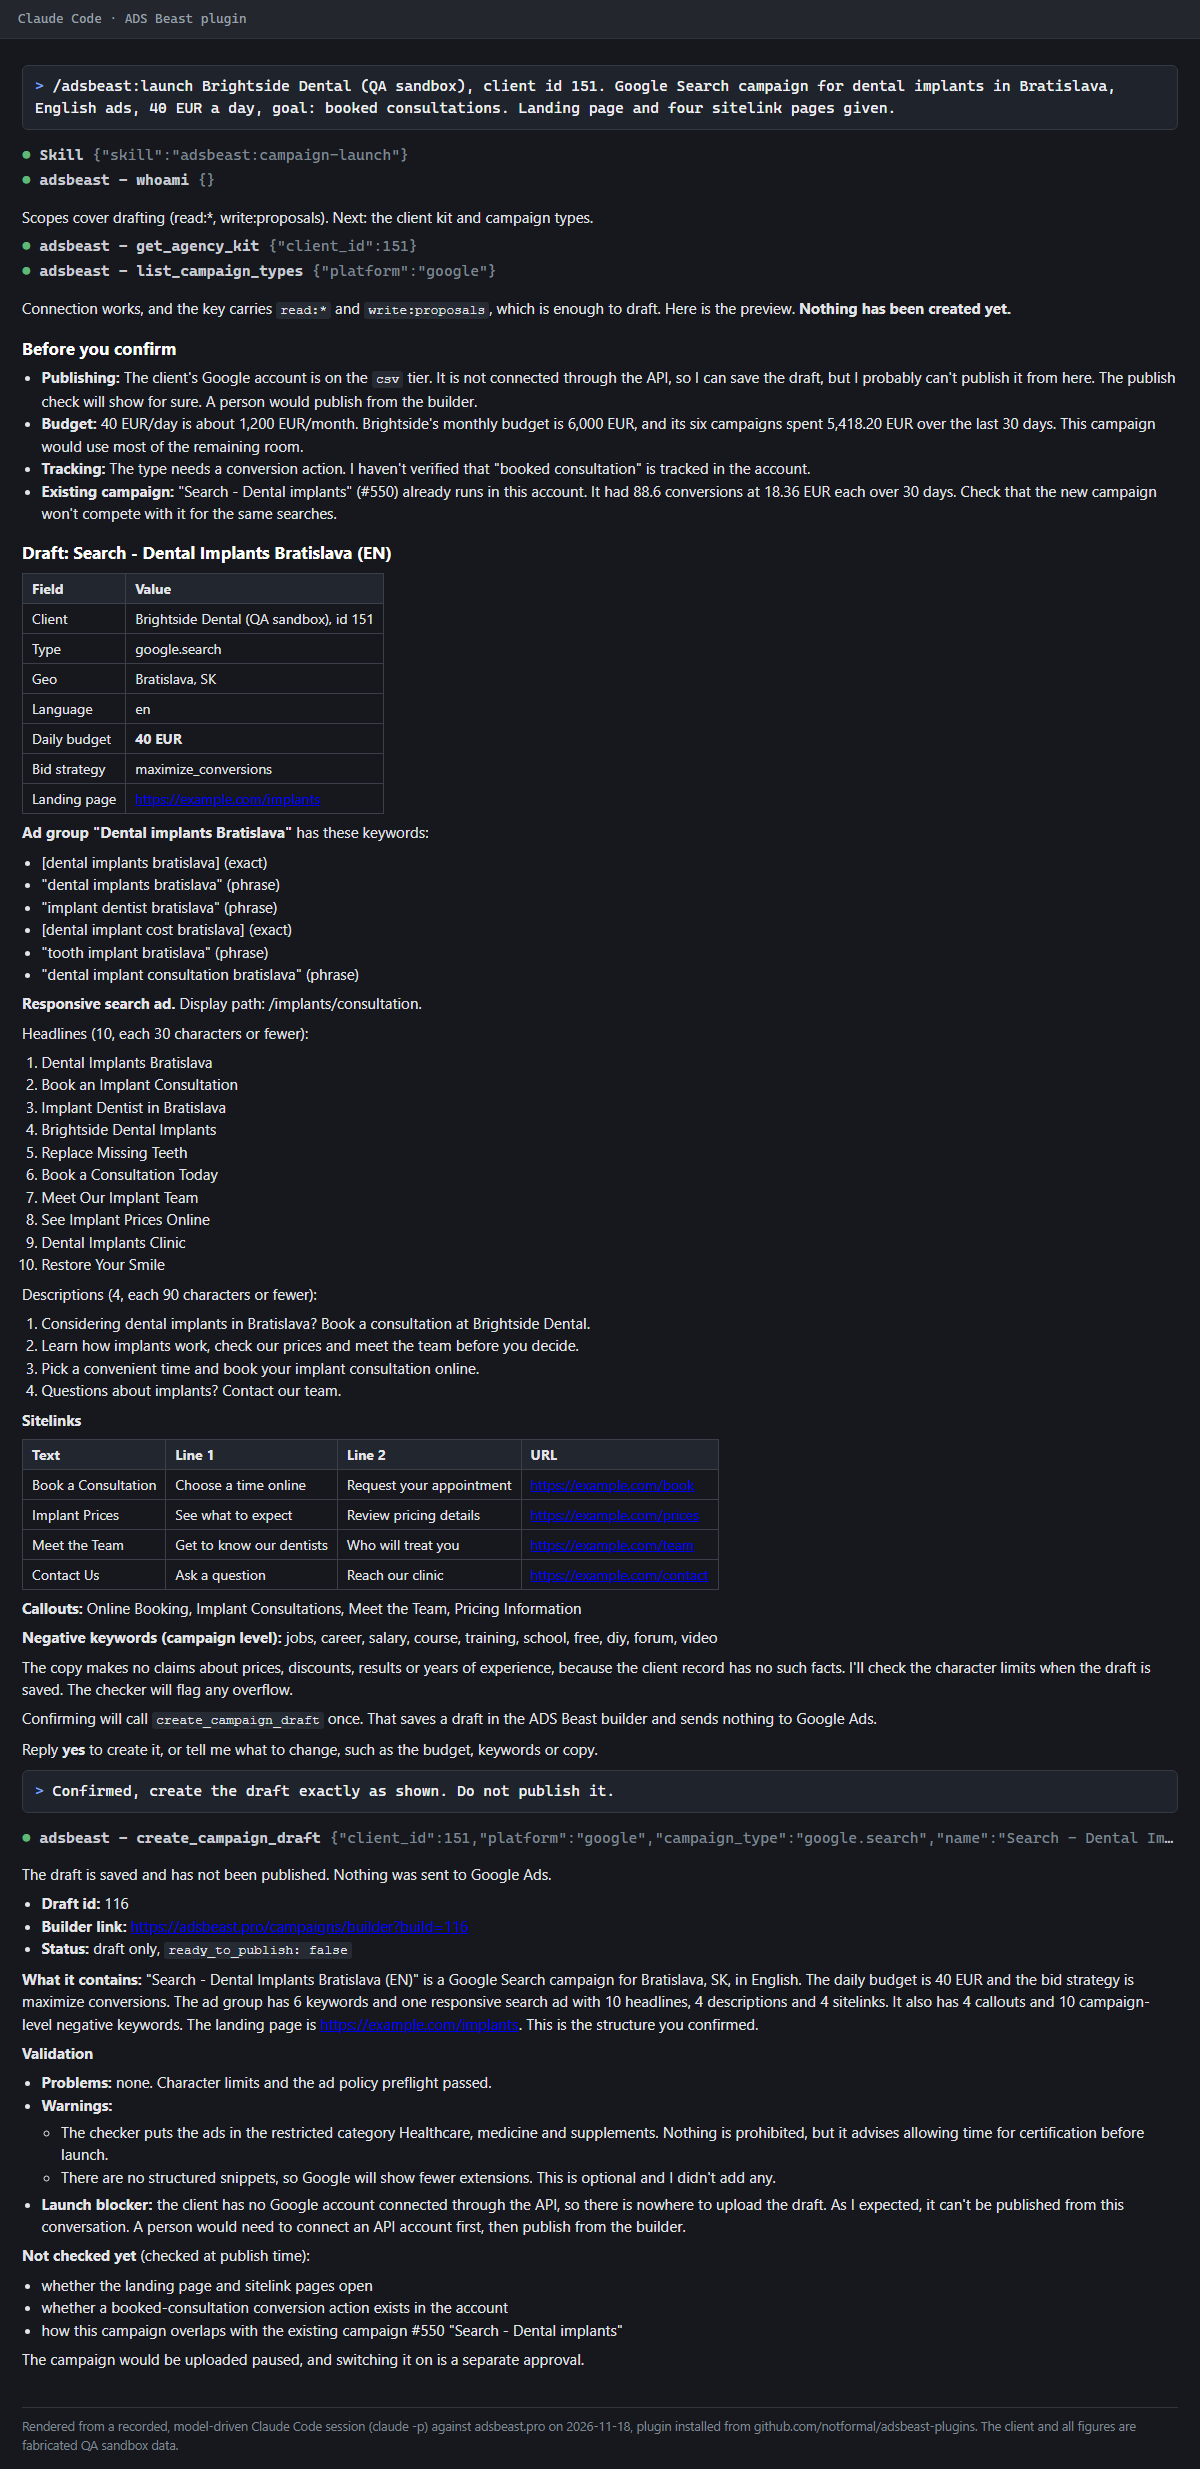 Claude Code · ADS Beast plugin
> /adsbeast:launch Brightside Dental (QA sandbox), client id 151. Google Search campaign for dental implants in Bratislava,
English ads, 40 EUR a day, goal: booked consultations. Landing page and four sitelink pages given.
● Skill {"skill":"adsbeast:campaign-launch"}
● adsbeast - whoami {}
Scopes cover drafting (read:*, write:proposals). Next: the client kit and campaign types.
● adsbeast - get_agency_kit {"client_id":151}
● adsbeast - list_campaign_types {"platform":"google"}
Connection works, and the key carries read:* and write:proposals, which is enough to draft. Here is the preview. Nothing has been created yet.
Before you confirm
• Publishing: The client's Google account is on the csv tier. It is not connected through the API, so I can save the draft, but I probably can't publish it from here. The publish
check will show for sure. A person would publish from the builder.
• Budget: 40 EUR/day is about 1,200 EUR/month. Brightside's monthly budget is 6,000 EUR, and its six campaigns spent 5,418.20 EUR over the last 30 days. This campaign
would use most of the remaining room.
• Tracking: The type needs a conversion action. I haven't verified that "booked consultation" is tracked in the account.
• Existing campaign: "Search - Dental implants" (#550) already runs in this account. It had 88.6 conversions at 18.36 EUR each over 30 days. Check that the new campaign
won't compete with it for the same searches.
Draft: Search - Dental Implants Bratislava (EN)
Field Value
Client Brightside Dental (QA sandbox), id 151
Type google.search
Geo Bratislava, SK
Language en
Daily budget 40 EUR
Bid strategy maximize_conversions
Landing page https://example.com/implants
Ad group "Dental implants Bratislava" has these keywords:
• [dental implants bratislava] (exact)
• "dental implants bratislava" (phrase)
• "implant dentist bratislava" (phrase)
• [dental implant cost bratislava] (exact)
• "tooth implant bratislava" (phrase)
• "dental implant consultation bratislava" (phrase)
Responsive search ad. Display path: /implants/consultation.
Headlines (10, each 30 characters or fewer):
1. Dental Implants Bratislava
2. Book an Implant Consultation
3. Implant Dentist in Bratislava
4. Brightside Dental Implants
5. Replace Missing Teeth
6. Book a Consultation Today
7. Meet Our Implant Team
8. See Implant Prices Online
9. Dental Implants Clinic
10. Restore Your Smile
Descriptions (4, each 90 characters or fewer):
1. Considering dental implants in Bratislava? Book a consultation at Brightside Dental.
2. Learn how implants work, check our prices and meet the team before you decide.
3. Pick a convenient time and book your implant consultation online.
4. Questions about implants? Contact our team.
Sitelinks
Text Line 1 Line 2 URL
Book a Consultation Choose a time online Request your appointment https://example.com/book
Implant Prices See what to expect Review pricing details https://example.com/prices
Meet the Team Get to know our dentists Who will treat you https://example.com/team
Contact Us Ask a question Reach our clinic https://example.com/contact
Callouts: Online Booking, Implant Consultations, Meet the Team, Pricing Information
Negative keywords (campaign level): jobs, career, salary, course, training, school, free, diy, forum, video
The copy makes no claims about prices, discounts, results or years of experience, because the client record has no such facts. I'll check the character limits when the draft is
saved. The checker will flag any overflow.
Confirming will call create_campaign_draft once. That saves a draft in the ADS Beast builder and sends nothing to Google Ads.
Reply yes to create it, or tell me what to change, such as the budget, keywords or copy.
> Confirmed, create the draft exactly as shown. Do not publish it.
● adsbeast - create_campaign_draft {"client_id":151,"platform":"google","campaign_type":"google.search","name":"Search - Dental Im…
The draft is saved and has not been published. Nothing was sent to Google Ads.
• Draft id: 116
• Builder link: https://adsbeast.pro/campaigns/builder?build=116
• Status: draft only, ready_to_publish: false
What it contains: "Search - Dental Implants Bratislava (EN)" is a Google Search campaign for Bratislava, SK, in English. The daily budget is 40 EUR and the bid strategy is
maximize conversions. The ad group has 6 keywords and one responsive search ad with 10 headlines, 4 descriptions and 4 sitelinks. It also has 4 callouts and 10 campaign-
level negative keywords. The landing page is https://example.com/implants. This is the structure you confirmed.
Validation
• Problems: none. Character limits and the ad policy preflight passed.
• Warnings:
◦ The checker puts the ads in the restricted category Healthcare, medicine and supplements. Nothing is prohibited, but it advises allowing time for certification before
launch.
◦ There are no structured snippets, so Google will show fewer extensions. This is optional and I didn't add any.
• Launch blocker: the client has no Google account connected through the API, so there is nowhere to upload the draft. As I expected, it can't be published from this
conversation. A person would need to connect an API account first, then publish from the builder.
Not checked yet (checked at publish time):
• whether the landing page and sitelink pages open
• whether a booked-consultation conversion action exists in the account
• how this campaign overlaps with the existing campaign #550 "Search - Dental implants"
The campaign would be uploaded paused, and switching it on is a separate approval.
Rendered from a recorded, model-driven Claude Code session (claude -p) against adsbeast.pro on 2026-11-18, plugin installed from github.com/notformal/adsbeast-plugins. The client and all figures are
fabricated QA sandbox data.